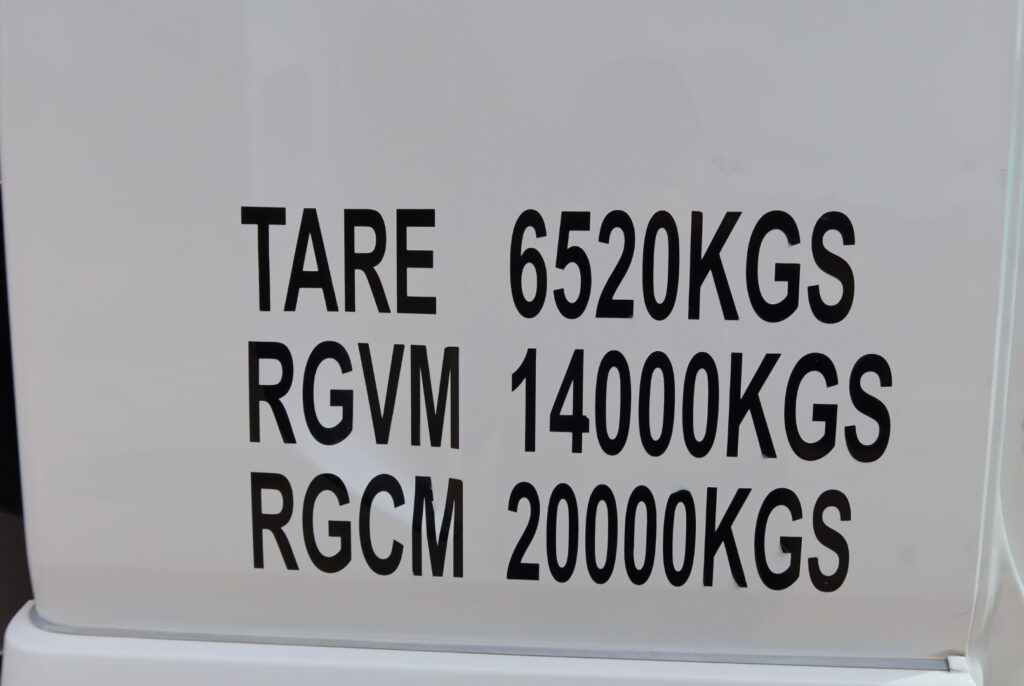 TARE 6520KGS
RGVM 14000KGS
RGCM 20000KGS